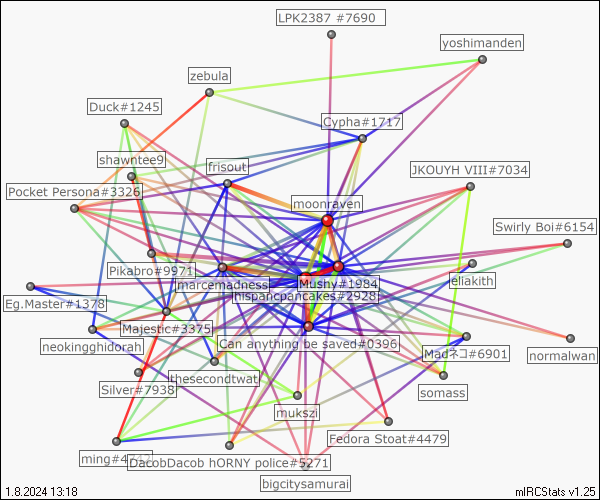 LPK2387 #7690
yoshimanden
zebula
Duck#1245
Cypha#1717
shawntee9
frisout
JKOUYH VIII#7034
Pocket Persona#3326
moonraven
Swirly Boi#6154
Pikabro#9971
marcemadness
Mushy#1984
eliakith
hispancpancakes#2928
Eg.Master#1378
Majestic#3375
Can anything be saved#0396
neokingghidorah
Madネコ#6901
normalwan
Silver#7938
thesecondtwat
somass
mukszi
Fedora Stoat#4479
DacobDacob hORNY police#5271
bigcitysamurai
1.8.2024 13:18
mIRCStats v1.25